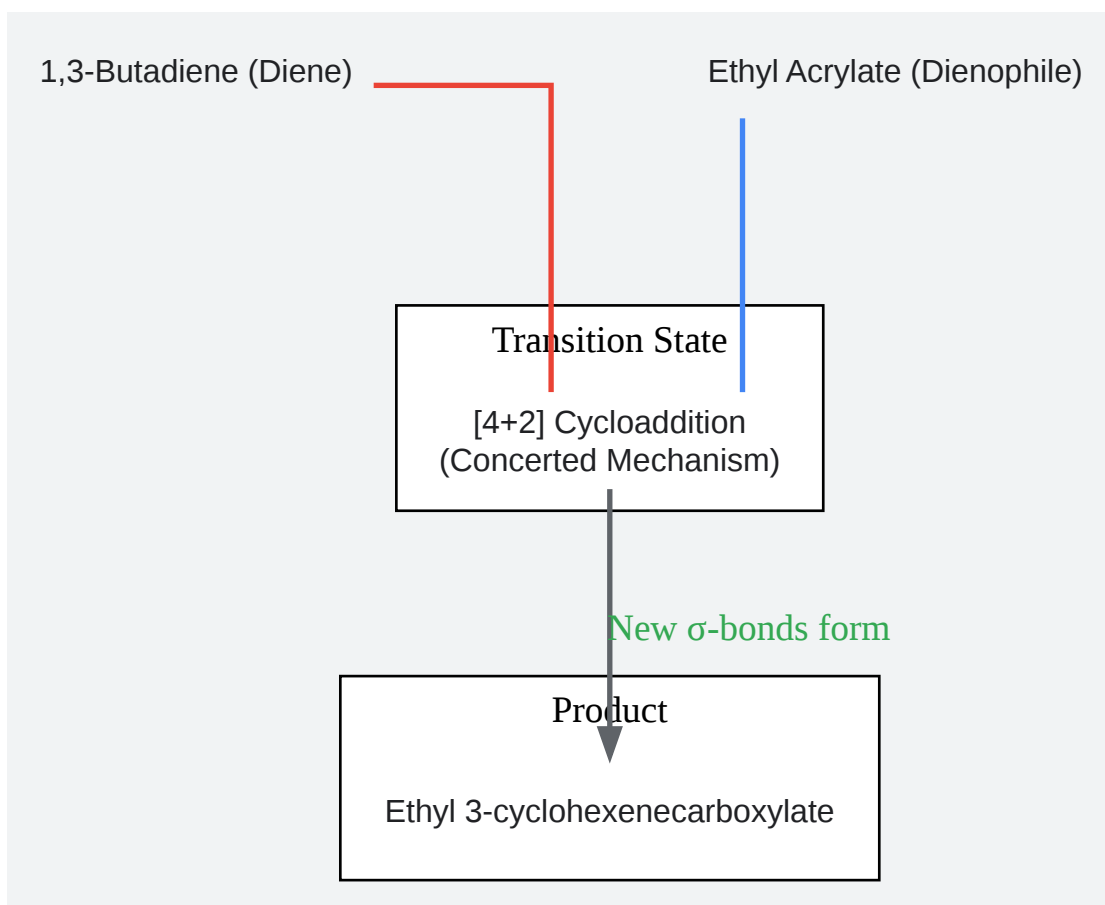 1,3-Butadiene (Diene)
Ethyl Acrylate (Dienophile)
Transition State
[4+2] Cycloaddition
(Concerted Mechanism)
New σ-bonds form
Product
Ethyl 3-cyclohexenecarboxylate